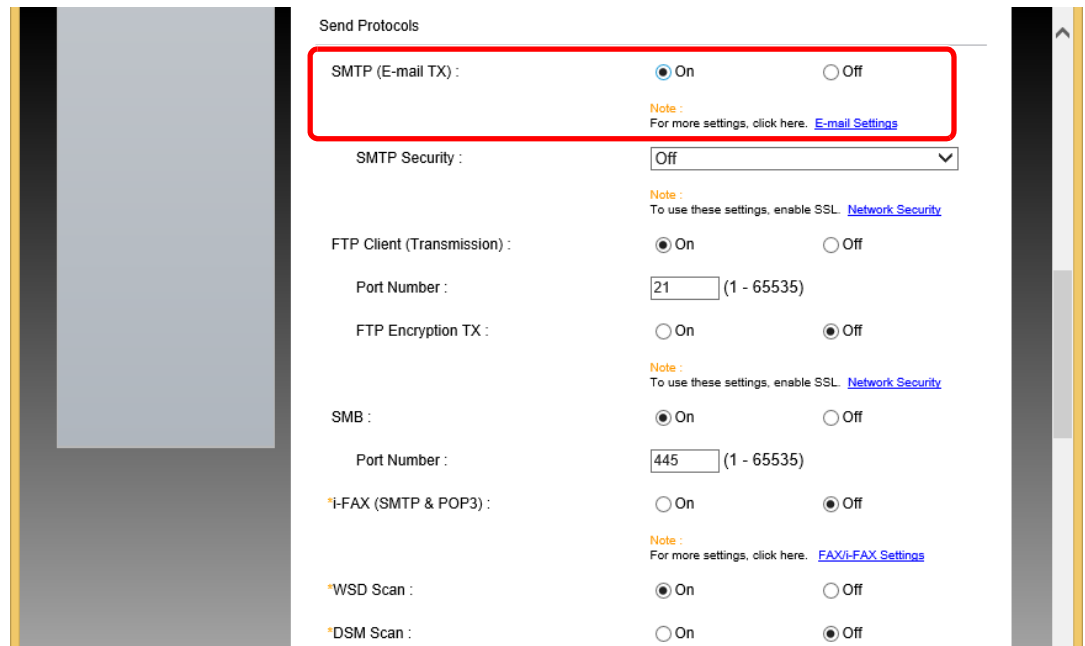 Send Protocols
SMTP (E-mail TX) : On Off
Note :
For more settings, click here. E-mail Settings
SMTP Security : Off
Note :
To use these settings, enable SSL. Network Security
FTP Client (Transmission) : On Off
Port Number : 21 (1 - 65535)
FTP Encryption TX : On Off
Note :
To use these settings, enable SSL. Network Security
SMB : On Off
Port Number : 445 (1 - 65535)
*i-FAX (SMTP & POP3) : On Off
Note :
For more settings, click here. FAX/i-FAX Settings
*WSD Scan : On Off
*DSM Scan : On Off